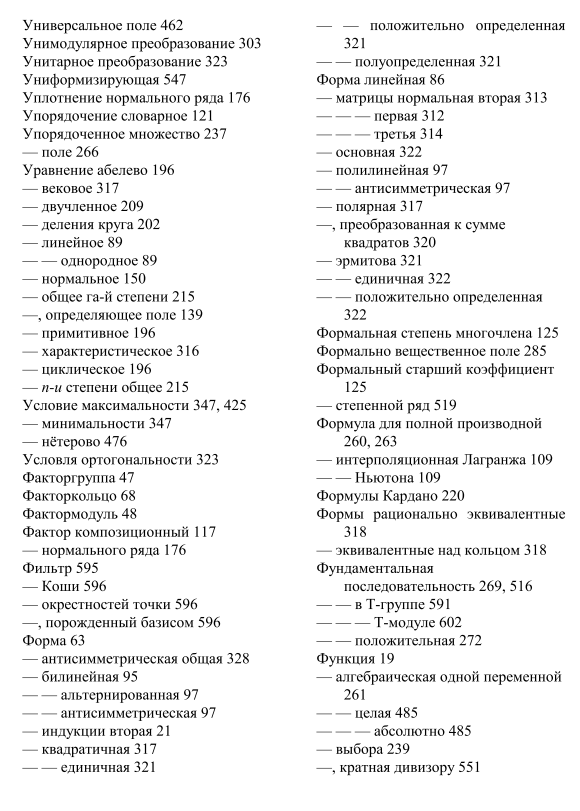 Универсальное поле 462
Унимодулярное преобразование 303
Унитарное преобразование 323
Униформизирующая 547
Уплотнение нормального ряда 176
Упорядочение словарное 121
Упорядоченное множество 237
— поле 266
Уравнение абелево 196
— вековое 317
— двучленное 209
— деления круга 202
— линейное 89
— — однородное 89
— нормальное 150
— общее га-й степени 215
—, определяющее поле 139
— примитивное 196
— характеристическое 316
— циклическое 196
— n-u степени общее 215
Условие максимальности 347, 425
— минимальности 347
— нётерово 476
Условля ортогональности 323
Факторгруппа 47
Факторкольцо 68
Фактормодуль 48
Фактор композиционный 117
— нормального ряда 176
Фильтр 595
— Коши 596
— окрестностей точки 596
—, порожденный базисом 596
Форма 63
— антисимметрическая общая 328
— билинейная 95
— — альтернированная 97
— — антисимметрическая 97
— индукции вторая 21
— квадратичная 317
— — единичная 321
— — положительно определенная
321
— — полуопределенная 321
Форма линейная 86
— матрицы нормальная вторая 313
— — — первая 312
— — — третья 314
— основная 322
— полилинейная 97
— — антисимметрическая 97
— полярная 317
—, преобразованная к сумме
квадратов 320
— эрмитова 321
— — единичная 322
— — положительно определенная
322
Формальная степень многочлена 125
Формально вещественное поле 285
Формальный старший коэффициент
125
— степенной ряд 519
Формула для полной производной
260, 263
— интерполяционная Лагранжа 109
— — Ньютона 109
Формулы Кардано 220
Формы рационально эквивалентные
318
— эквивалентные над кольцом 318
Фундаментальная
последовательность 269, 516
— — в Т-группе 591
— — — Т-модуле 602
— — положительная 272
Функция 19
— алгебраическая одной переменной
261
— — целая 485
— — — абсолютно 485
— выбора 239
—, кратная дивизору 551